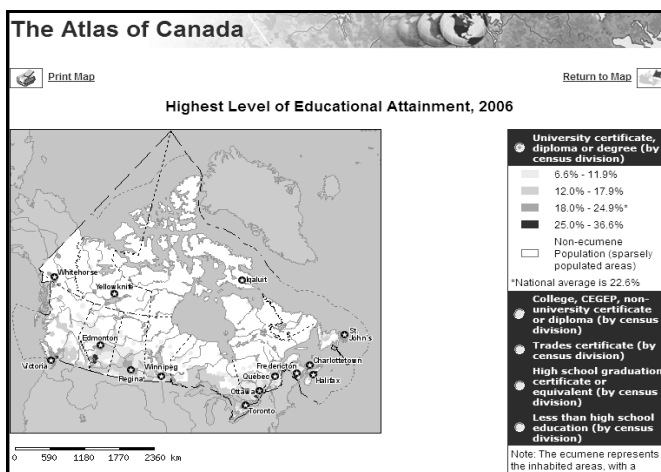 The Atlas of Canada
Print Map
Return to Map
Highest Level of Educational Attainment, 2006
University certificate,
diploma or degree (by
census division)
6.6% - 11.9%
12.0% - 17.9%
18.0% - 24.9%*
25.0% - 36.6%
Non-ecumene
Population (sparsely
populated areas)
*National average is 22.6%
College, CEGEP, non-
university certificate
or diploma (by census
division)
Trades certificate (by
census division)
High school graduation
certificate or
equivalent (by census
division)
Less than high school
education (by census
division)
Note: The ecumene represents
the inhabited areas, with a
Whitehorse
Yellowknife
Iqaluit
Edmonton
St.
John's
Victoria
Regina
Winnipeg
Fredericton
Charlottetown
Québec
Halifax
Ottawa
Toronto
0 590 1180 1770 2360 km